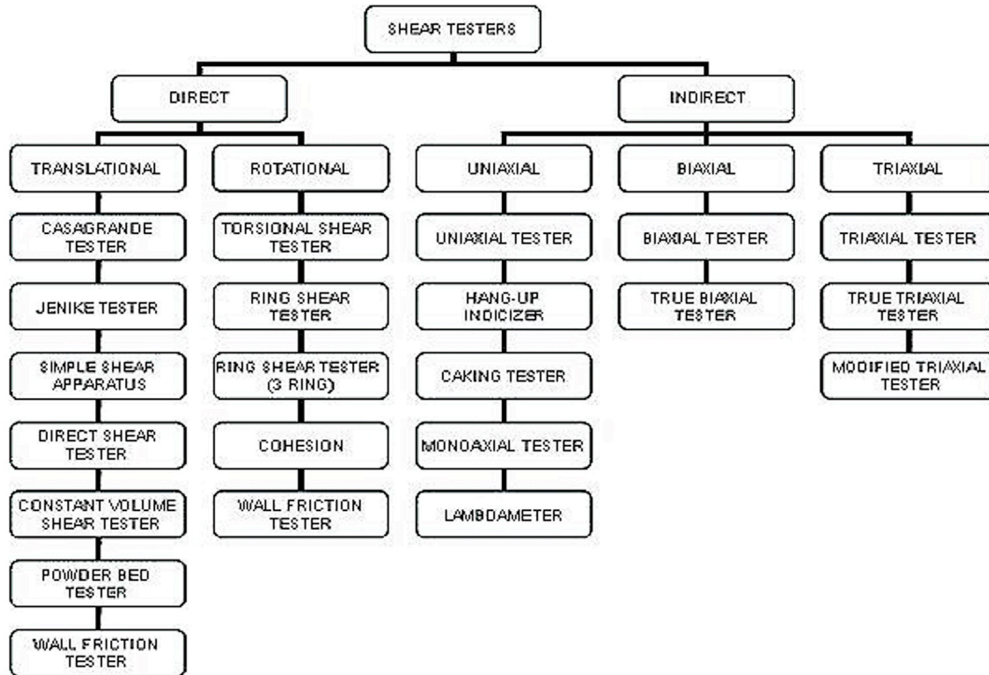 SHEAR TESTERS
DIRECT
INDIRECT
TRANSLATIONAL
ROTATIONAL
UNIAXIAL
BIAXIAL
TRIAXIAL
CASAGRANDE
TESTER
TORSIONAL SHEAR
TESTER
UNIAXIAL TESTER
BIAXIAL TESTER
TRIAXIAL TESTER
JENIKE TESTER
RING SHEAR
TESTER
HANG-UP
INDICIZER
TRUE BIAXIAL
TESTER
TRUE TRIAXIAL
TESTER
SIMPLE SHEAR
APPARATUS
RING SHEAR TESTER
(3 RING)
CAKING TESTER
MODIFIED TRIAXIAL
TESTER
DIRECT SHEAR
TESTER
COHESION
MONOAXIAL TESTER
CONSTANT VOLUME
SHEAR TESTER
WALL FRICTION
TESTER
LAMBDAMETER
POWDER BED
TESTER
WALL FRICTION
TESTER